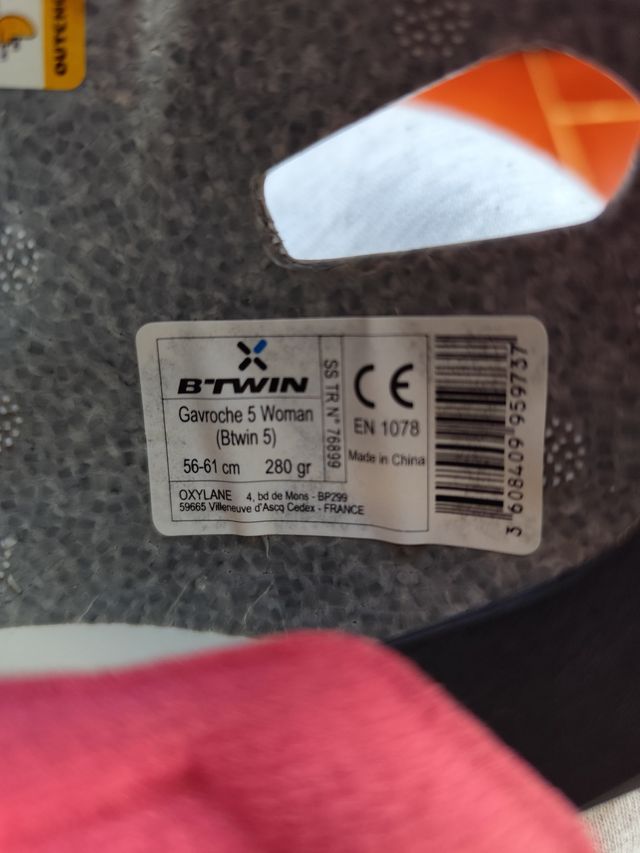 B'TWIN
Gavroche 5 Woman
(Btwin 5)
56-61 cm 280 gr
SS TR N° 76899
CE
EN 1078
Made in China
OXYLANE 4, bd de Mons - BP299
59665 Villeneuve d'Ascq Cedex - FRANCE
3 608409 959737